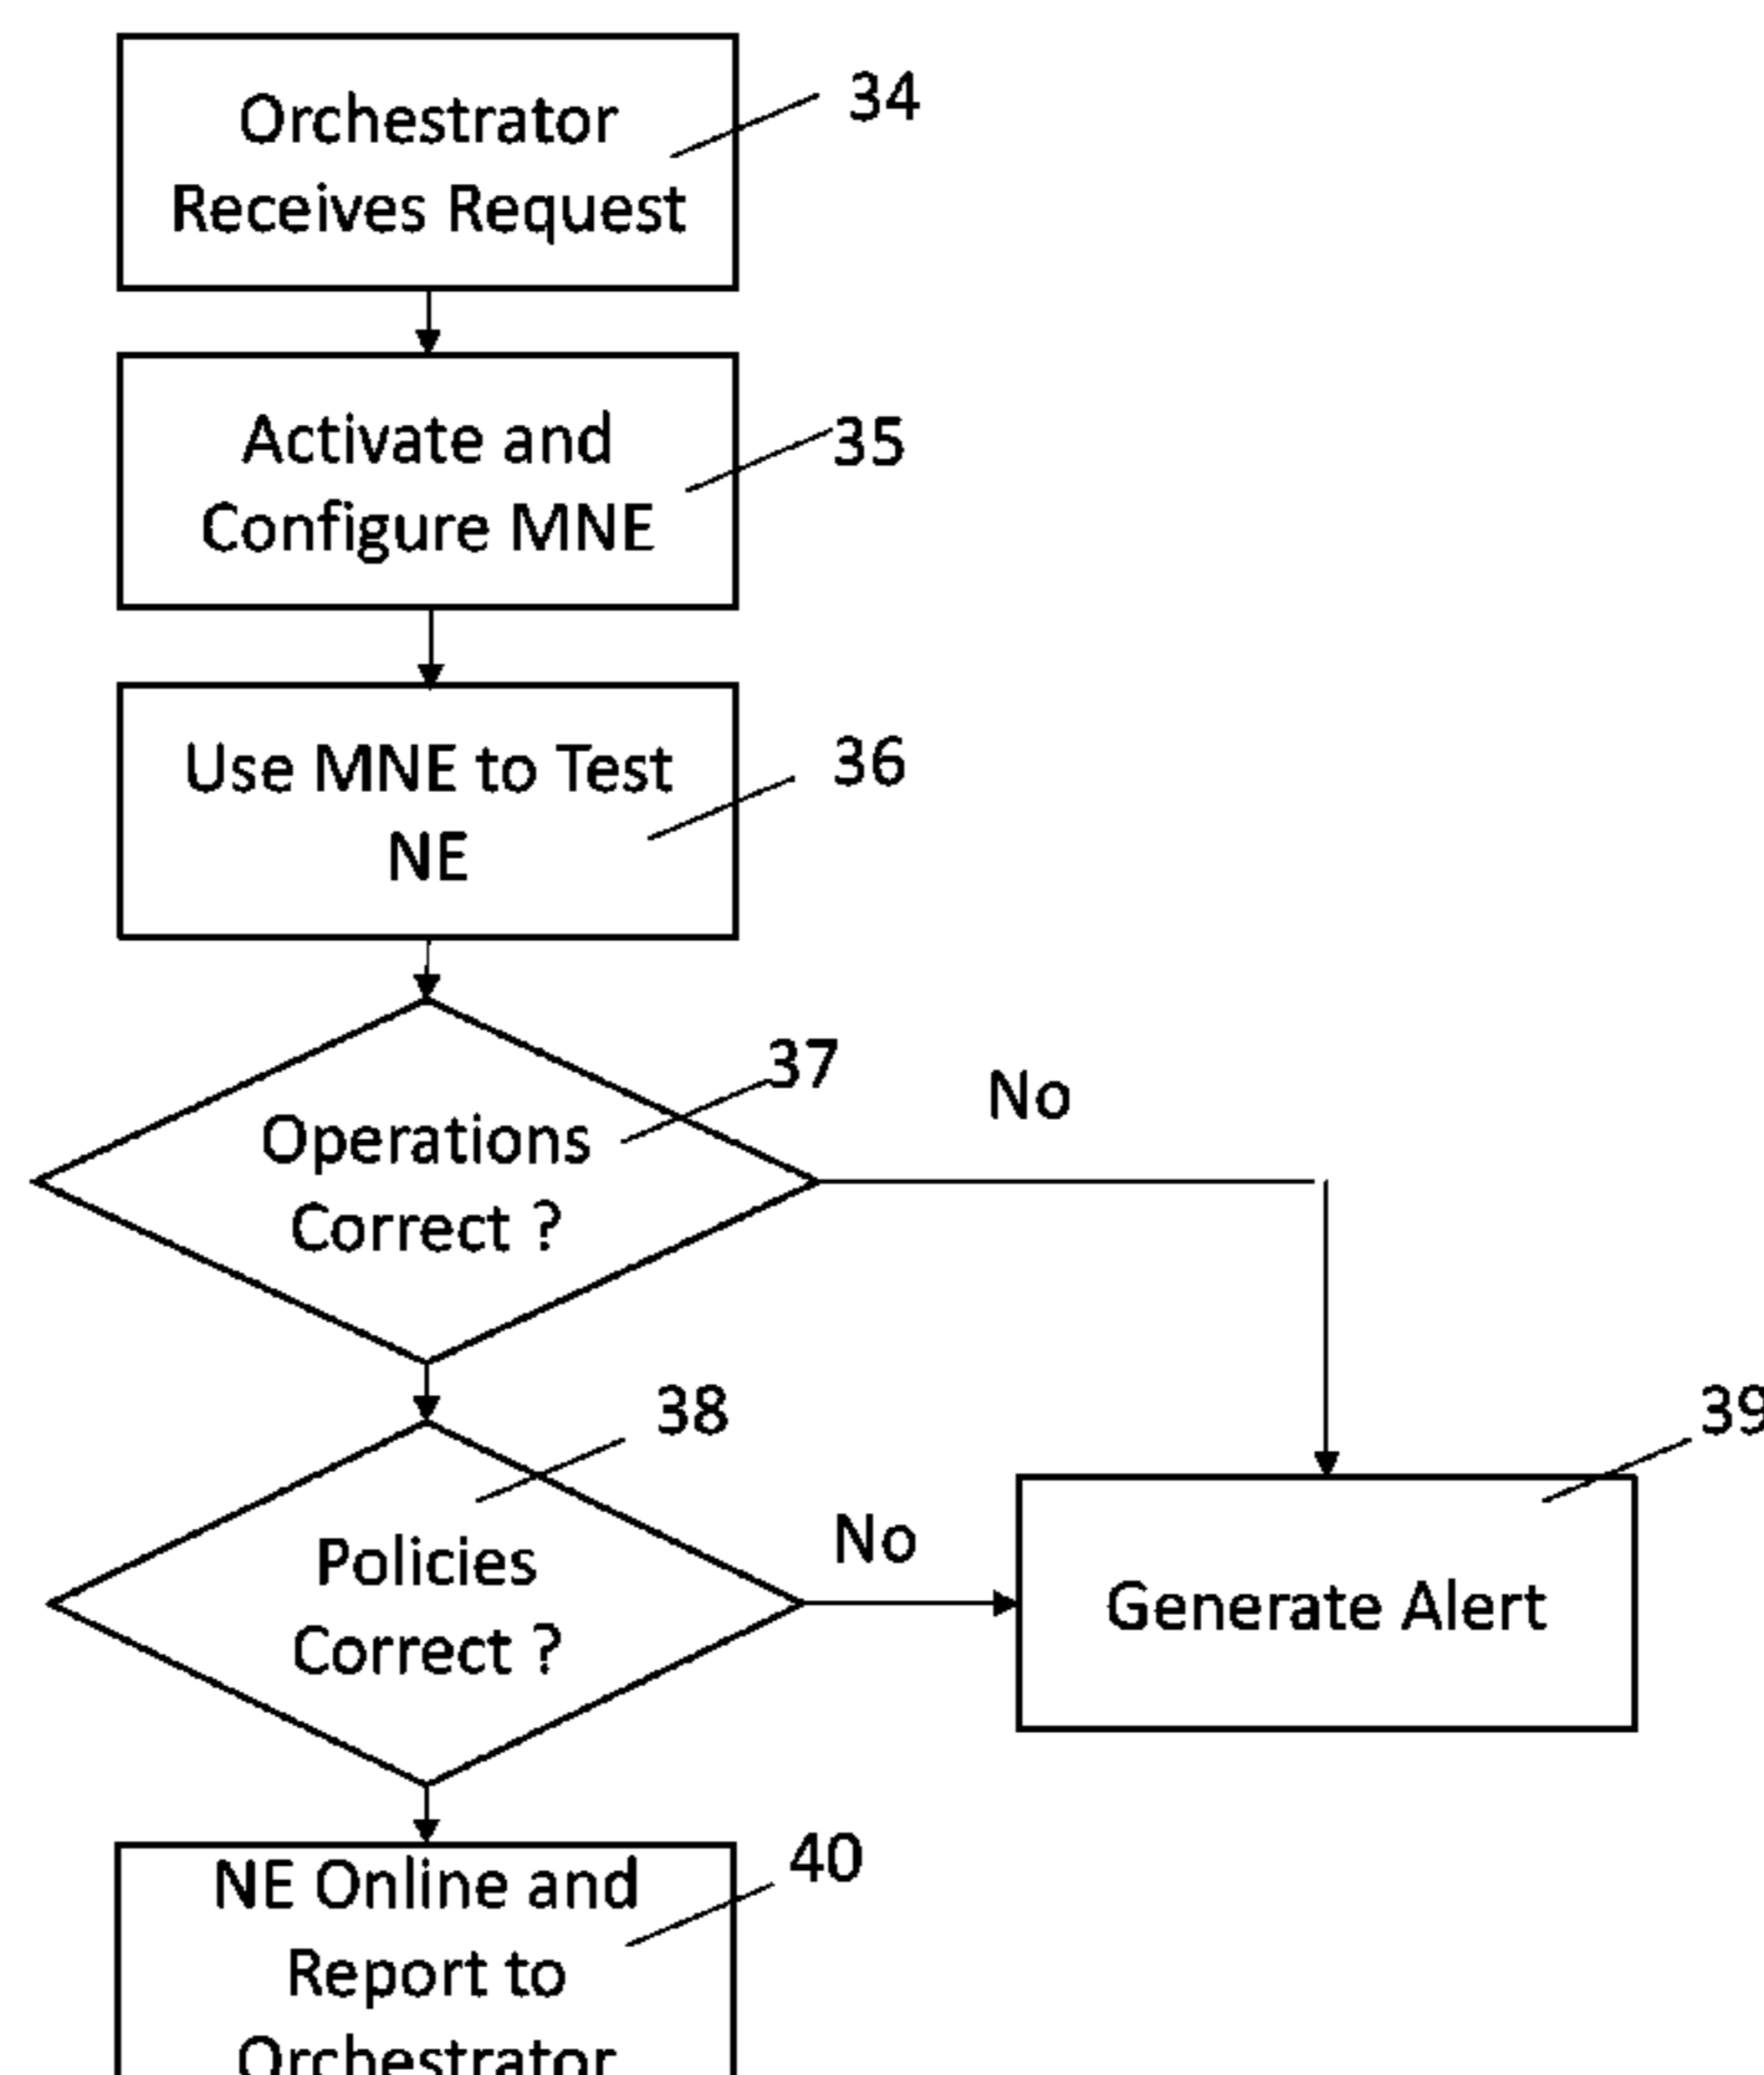 Orchestrator
Receives Request
34
Activate and
Configure MNE
35
Use MNE to Test
NE
36
Operations
Correct ?
37
No
Policies
Correct ?
38
No
Generate Alert
39
NE Online and
Report to
Orchestrator
40